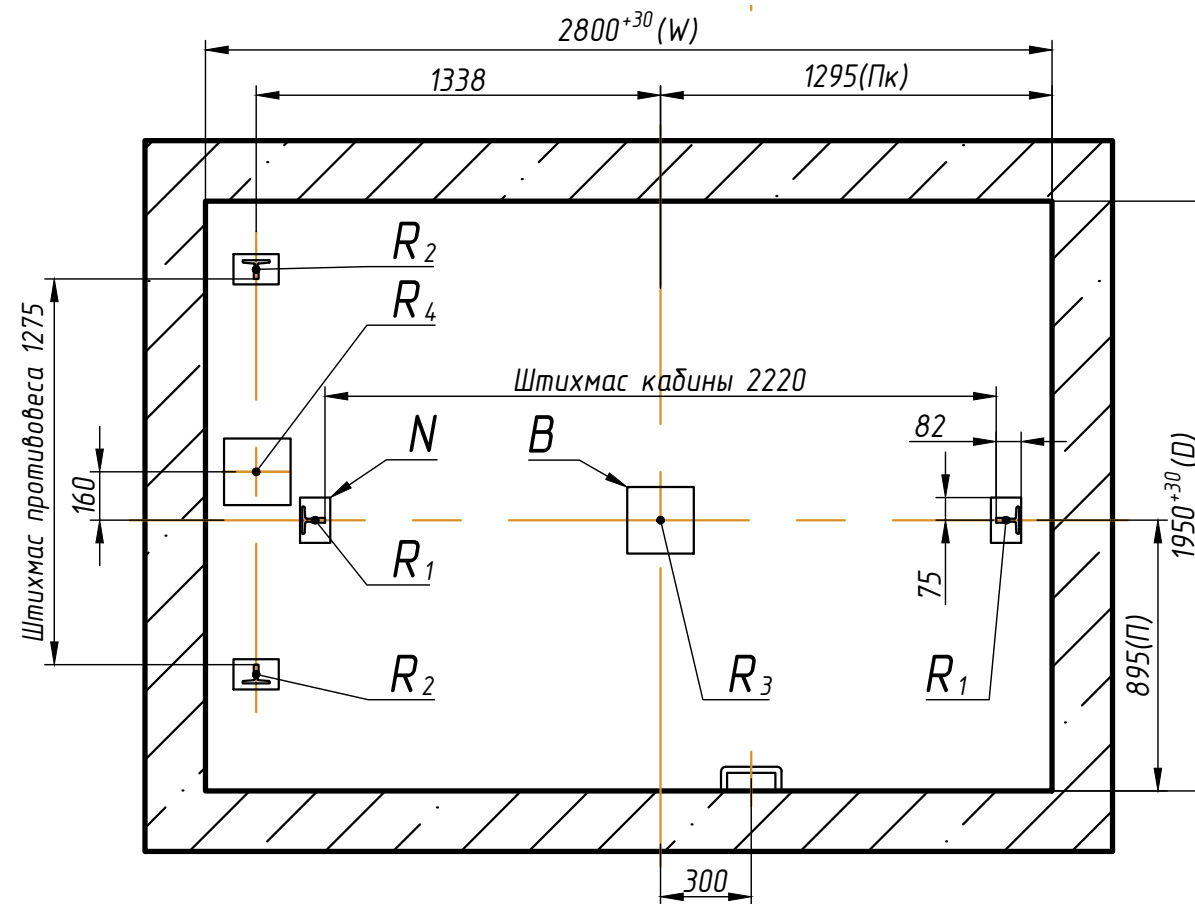 2800+30(W)
1338
1295(Пк)
R2
R4
Штихмас противовеса 1275
Штихмас кабины 2220
N
B
82
160
1950+30(D)
R1
75
R2
R3
R1
895(П)
300